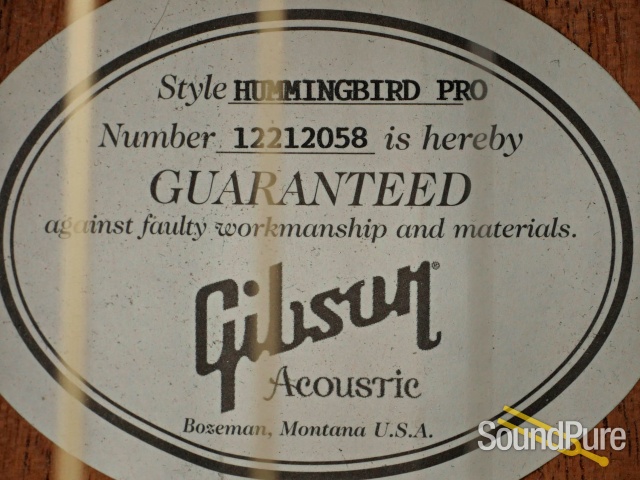 Style HUMMINGBIRD PRO
Number 12212058 is hereby
GUARANTEED
against faulty workmanship and materials.
Gibson®
Acoustic
Bozeman, Montana U.S.A.
SoundPure